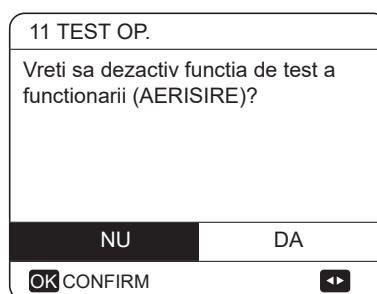 11 TEST OP.
Vreti sa dezactiv functia de test a
functionarii (AERISIRE)?
NU DA
OK CONFIRM